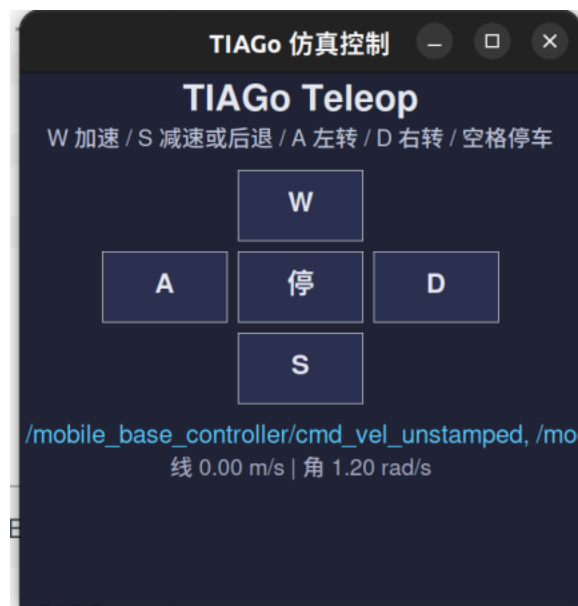 TIAGo 仿真控制
TIAGo Teleop
W 加速 / S 减速或后退 / A 左转 / D 右转 / 空格停车
W
A 停 D
S
/mobile_base_controller/cmd_vel_unstamped, /mo
线 0.00 m/s | 角 1.20 rad/s